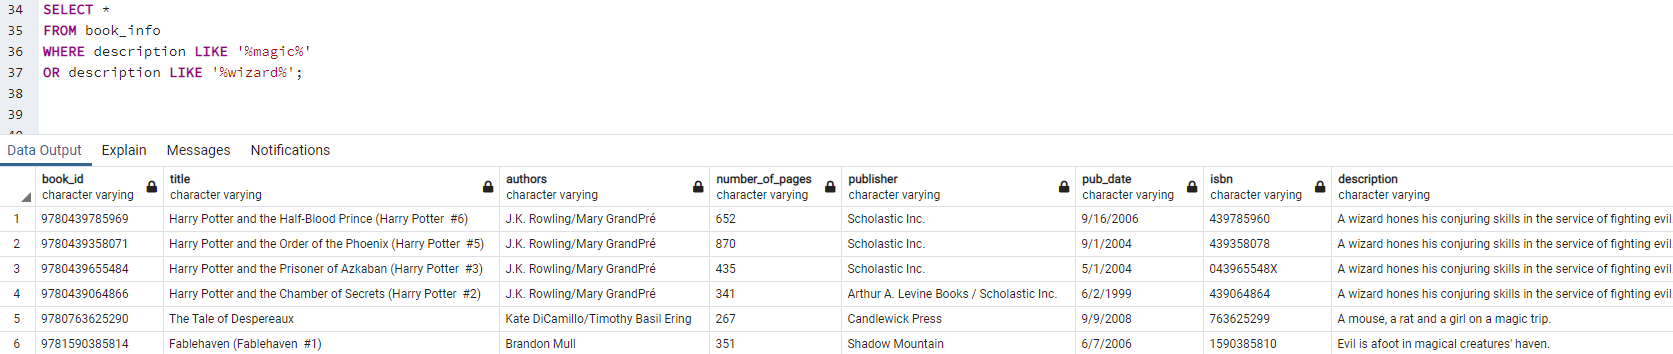 34 SELECT *
35 FROM book_info
36 WHERE description LIKE '%magic%'
37 OR description LIKE '%wizard%';
38
39
Data Output Explain Messages Notifications
book_id title authors number_of_pages publisher pub_date isbn description
character varying character varying character varying character varying character varying character varying character varying character varying
1 9780439785969 Harry Potter and the Half-Blood Prince (Harry Potter #6) J.K. Rowling/Mary GrandPré 652 Scholastic Inc. 9/16/2006 439785960 A wizard hones his conjuring skills in the service of fighting evil
2 9780439358071 Harry Potter and the Order of the Phoenix (Harry Potter #5) J.K. Rowling/Mary GrandPré 870 Scholastic Inc. 9/1/2004 439358078 A wizard hones his conjuring skills in the service of fighting evil
3 9780439655484 Harry Potter and the Prisoner of Azkaban (Harry Potter #3) J.K. Rowling/Mary GrandPré 435 Scholastic Inc. 5/1/2004 043965548X A wizard hones his conjuring skills in the service of fighting evil
4 9780439064866 Harry Potter and the Chamber of Secrets (Harry Potter #2) J.K. Rowling/Mary GrandPré 341 Arthur A. Levine Books / Scholastic Inc. 6/2/1999 439064864 A wizard hones his conjuring skills in the service of fighting evil
5 9780763625290 The Tale of Despereaux Kate DiCamillo/Timothy Basil Ering 267 Candlewick Press 9/9/2008 763625299 A mouse, a rat and a girl on a magic trip.
6 9781590385814 Fablehaven (Fablehaven #1) Brandon Mull 351 Shadow Mountain 6/7/2006 1590385810 Evil is afoot in magical creatures' haven.